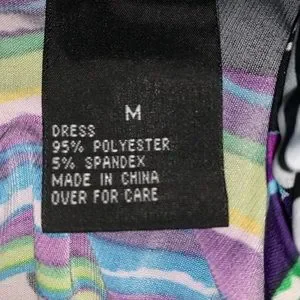 M
DRESS
95% POLYESTER
5% SPANDEX
MADE IN CHINA
OVER FOR CARE